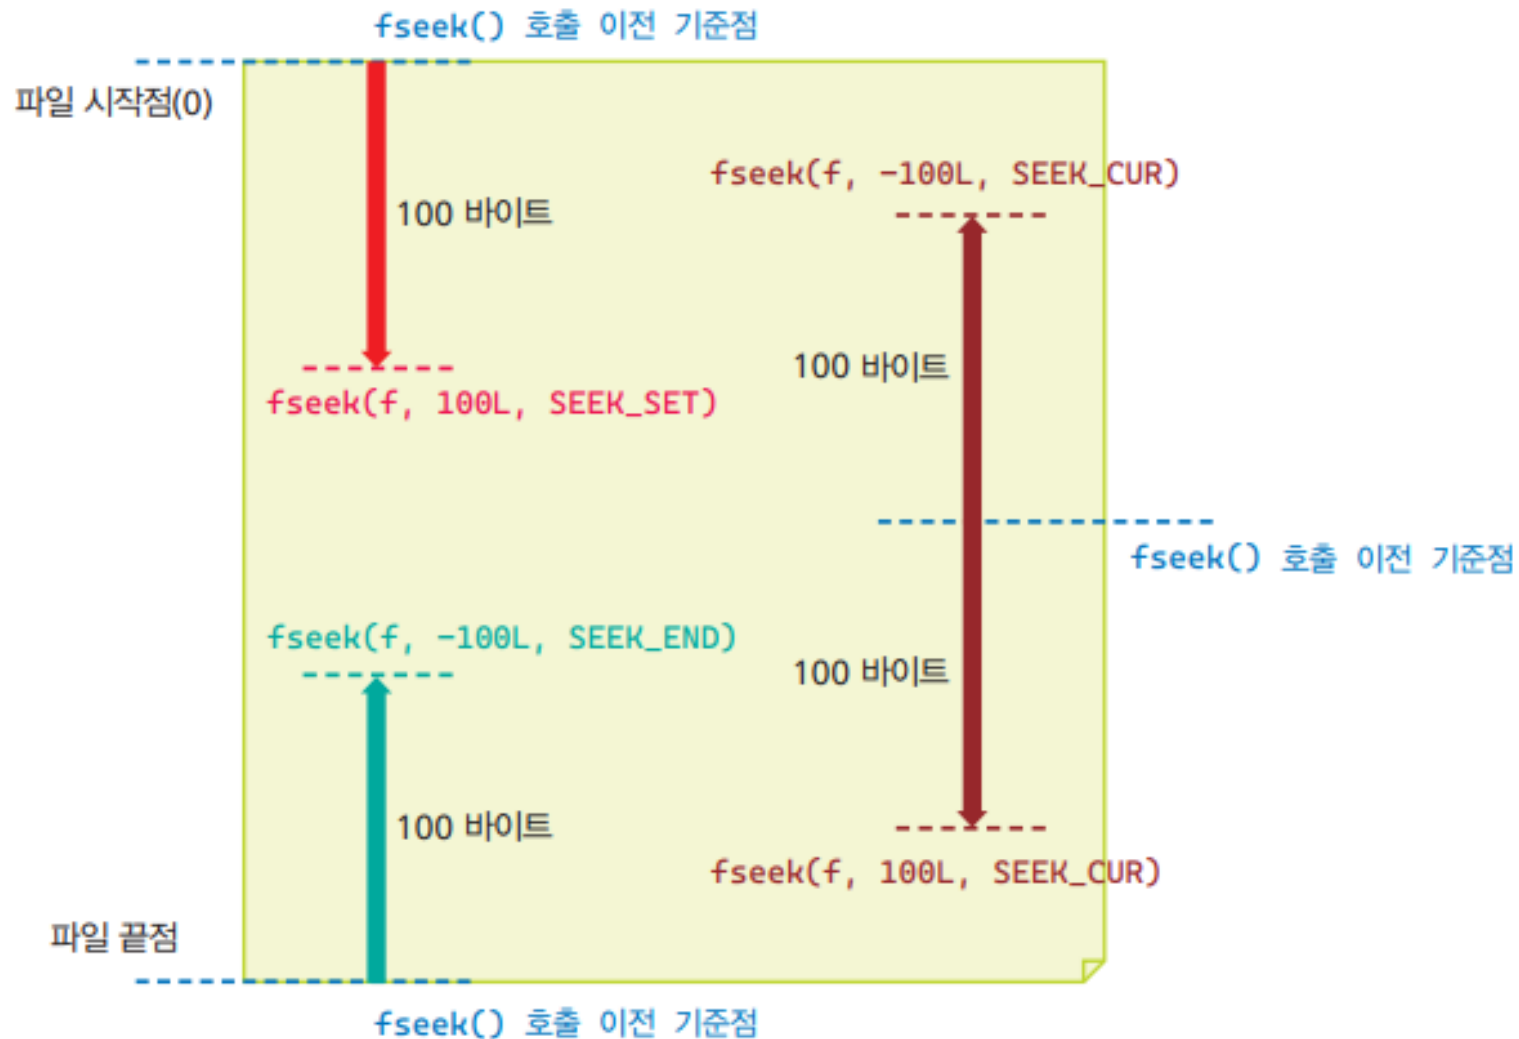 fseek() 호출 이전 기준점
파일 시작점(0)
fseek(f, -100L, SEEK_CUR)
100 바이트
100 바이트
fseek(f, 100L, SEEK_SET)
fseek() 호출 이전 기준점
fseek(f, -100L, SEEK_END)
100 바이트
100 바이트
fseek(f, 100L, SEEK_CUR)
파일 끝점
fseek() 호출 이전 기준점